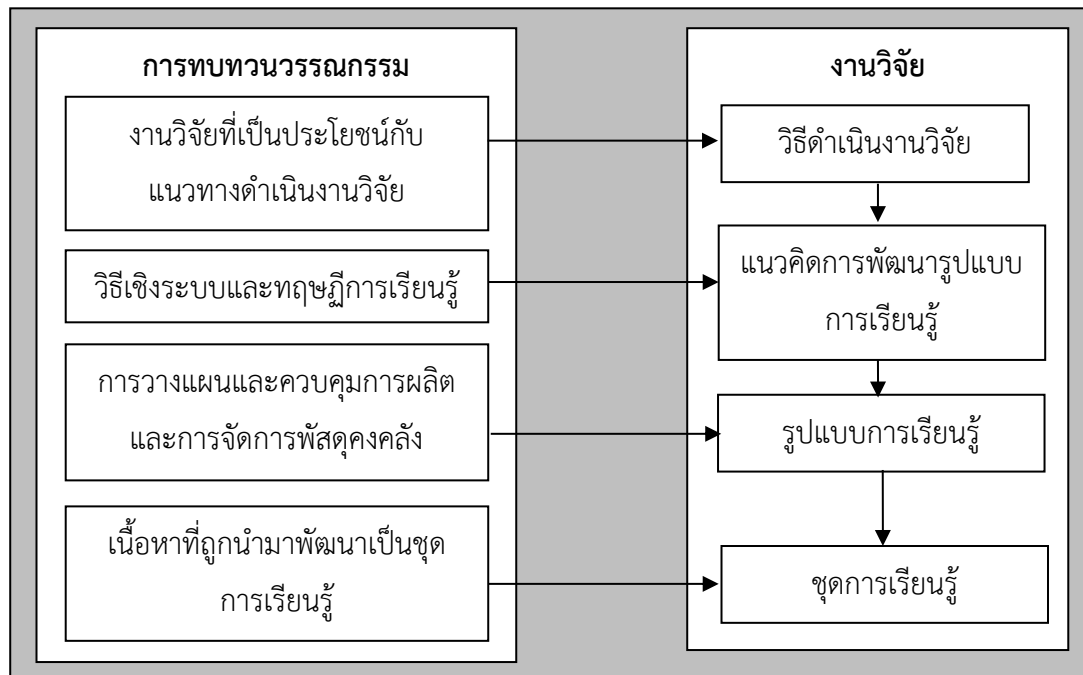 การทบทวนวรรณกรรม
งานวิจัยที่เป็นประโยชน์กับ
แนวทางดำเนินงานวิจัย
วิธีเชิงระบบและทฤษฎีการเรียนรู้
การวางแผนและควบคุมการผลิต
และการจัดการพัสดุคงคลัง
เนื้อหาที่ถูกนำมาพัฒนาเป็นชุด
การเรียนรู้
งานวิจัย
วิธีดำเนินงานวิจัย
แนวคิดการพัฒนารูปแบบ
การเรียนรู้
รูปแบบการเรียนรู้
ชุดการเรียนรู้